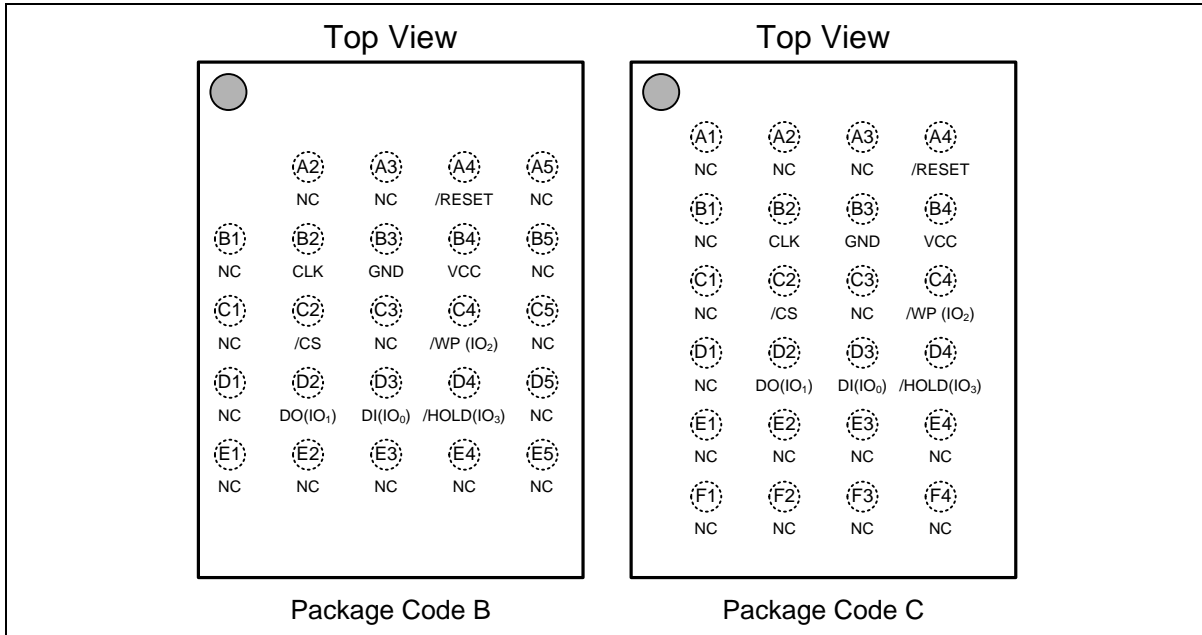 Top View
A2 A3 A4 A5
NC NC /RESET NC
B1 B2 B3 B4 B5
NC CLK GND VCC NC
C1 C2 C3 C4 C5
NC /CS NC /WP (IO₂) NC
D1 D2 D3 D4 D5
NC DO(IO₁) DI(IO₀) /HOLD(IO₃) NC
E1 E2 E3 E4 E5
NC NC NC NC NC
Package Code B
Top View
A1 A2 A3 A4
NC NC NC /RESET
B1 B2 B3 B4
NC CLK GND VCC
C1 C2 C3 C4
NC /CS NC /WP (IO₂)
D1 D2 D3 D4
NC DO(IO₁) DI(IO₀) /HOLD(IO₃)
E1 E2 E3 E4
NC NC NC NC
F1 F2 F3 F4
NC NC NC NC
Package Code C